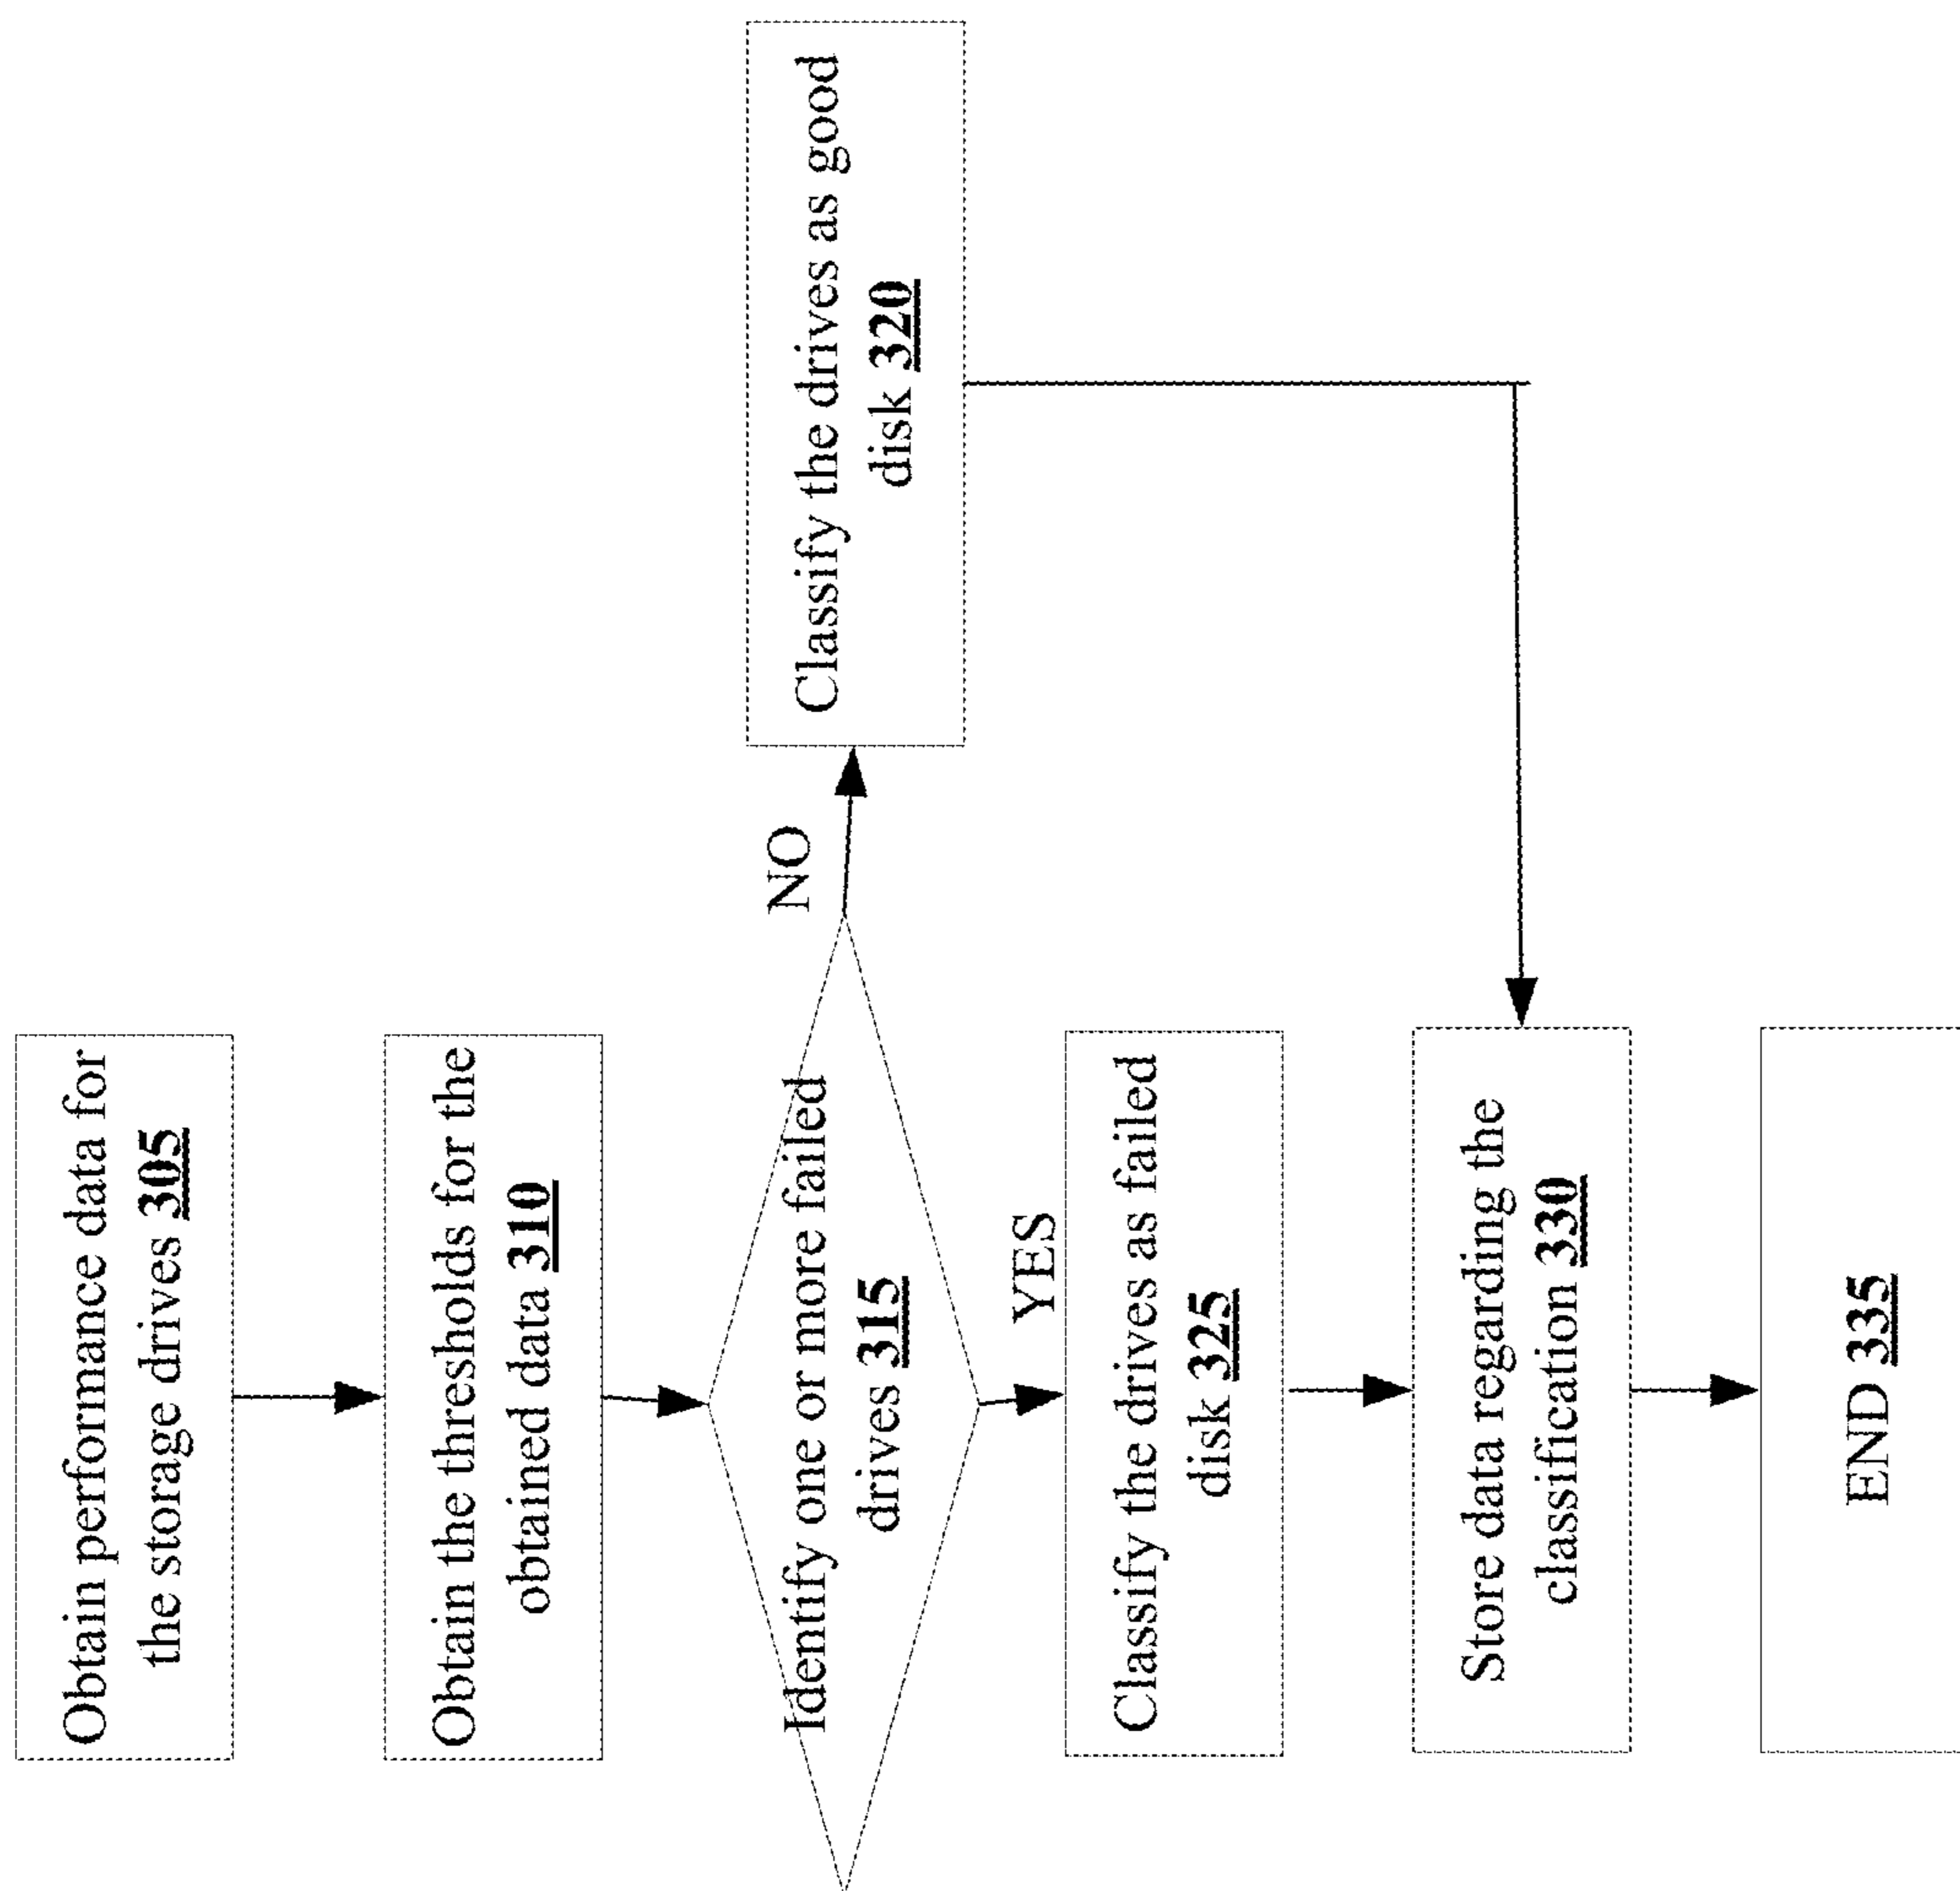 Obtain performance data for
the storage drives 305
Obtain the thresholds for the
obtained data 310
Identify one or more failed
drives 315
NO
Classify the drives as good
disk 320
YES
Classify the drives as failed
disk 325
Store data regarding the
classification 330
END 335